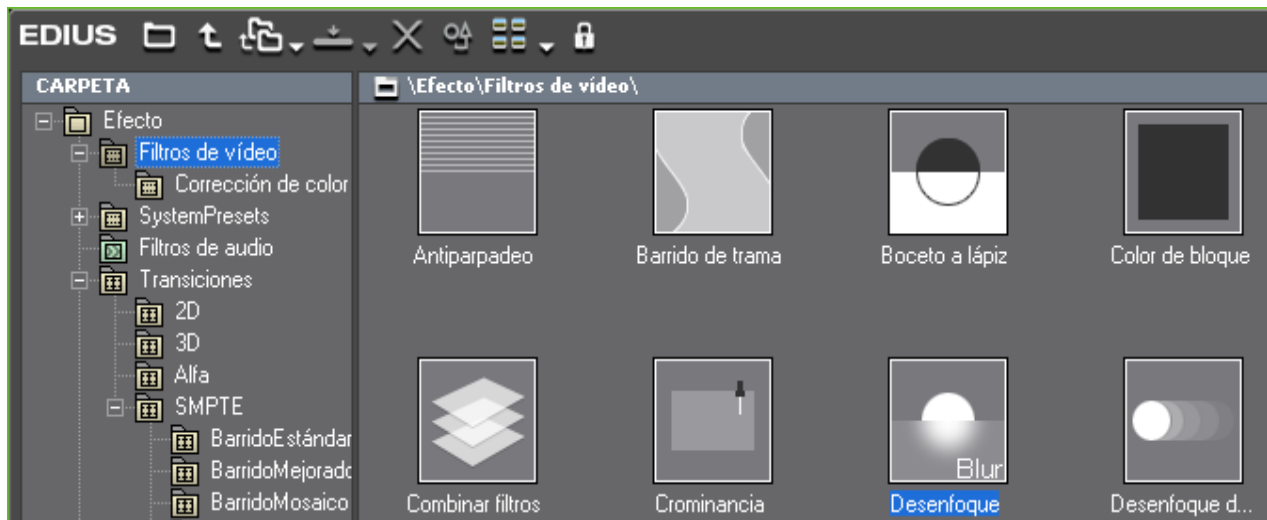 EDIUS
CARPETA
\Efecto\Filtros de vídeo\
Efecto
Filtros de vídeo
Corrección de color
SystemPresets
Filtros de audio
Transiciones
2D
3D
Alfa
SMPTE
BarridoEstándar
BarridoMejorado
BarridoMosaico
Antiparpadeo
Barrido de trama
Boceto a lápiz
Color de bloque
Combinar filtros
Crominancia
Blur
Desenfoque
Desenfoque d...